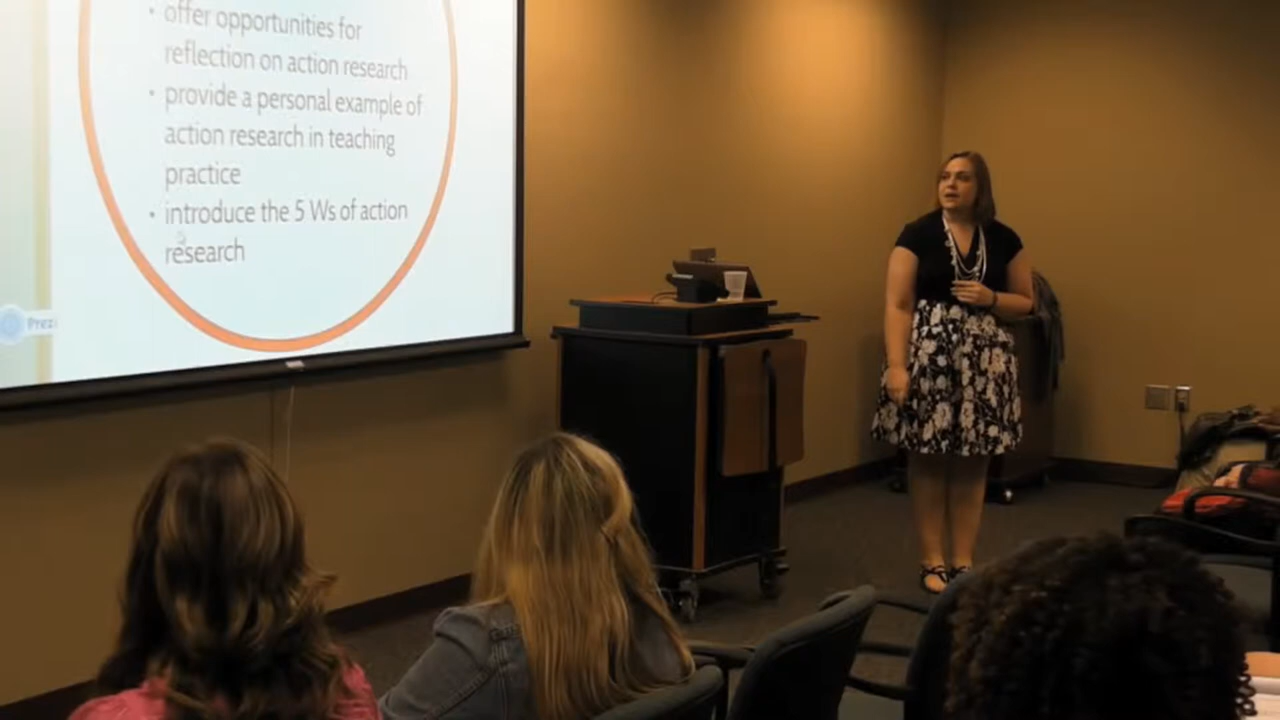 • offer opportunities for
reflection on action research
• provide a personal example of
action research in teaching
practice
• introduce the 5 Ws of action
research
Prezi